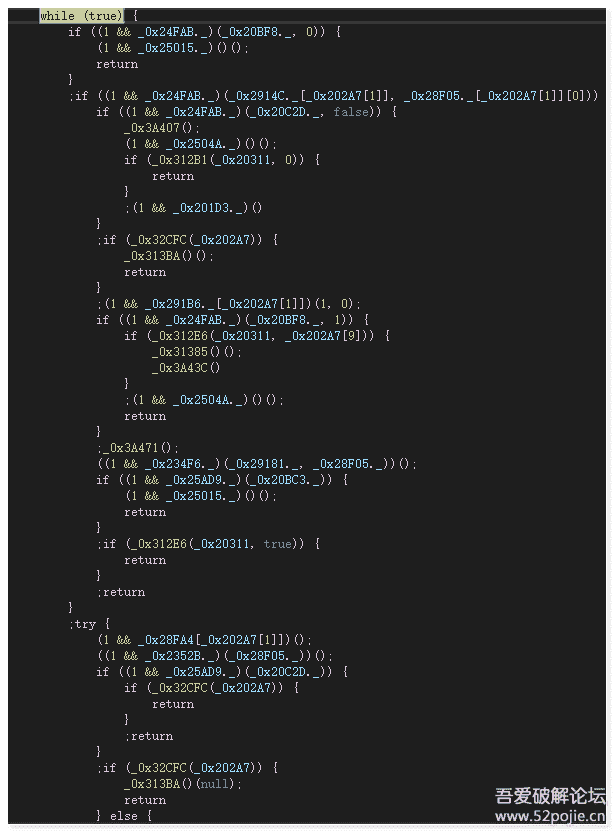 while (true) {
if ((1 && _0x24FAB._)(_0x20BF8._, 0)) {
(1 && _0x25015._)()();
return
}
;if ((1 && _0x24FAB._)(_0x2914C._[_0x202A7[1]], _0x28F05._[_0x202A7[1]][0]))
if ((1 && _0x24FAB._)(_0x20C2D._, false)) {
_0x3A407();
(1 && _0x2504A._)()();
if (_0x312B1(_0x20311, 0)) {
return
}
;(1 && _0x201D3._)()
}
;if (_0x32CFC(_0x202A7)) {
_0x313BA()();
return
}
;(1 && _0x291B6._[_0x202A7[1]])(1, 0);
if ((1 && _0x24FAB._)(_0x20BF8._, 1)) {
if (_0x312E6(_0x20311, _0x202A7[9])) {
_0x31385()();
_0x3A43C()
}
;(1 && _0x2504A._)()();
return
}
;_0x3A471();
((1 && _0x234F6._)(_0x29181._, _0x28F05._))();
if ((1 && _0x25AD9._)(_0x20BC3._)) {
(1 && _0x25015._)()();
return
}
;if (_0x312E6(_0x20311, true)) {
return
}
;return
}
;try {
(1 && _0x28FA4[_0x202A7[1]])();
((1 && _0x2352B._)(_0x28F05._))();
if ((1 && _0x25AD9._)(_0x20C2D._)) {
if (_0x32CFC(_0x202A7)) {
return
}
;return
}
;if (_0x32CFC(_0x202A7)) {
_0x313BA()(null);
return
} else {
吾爱破解论坛
www.52pojie.cn